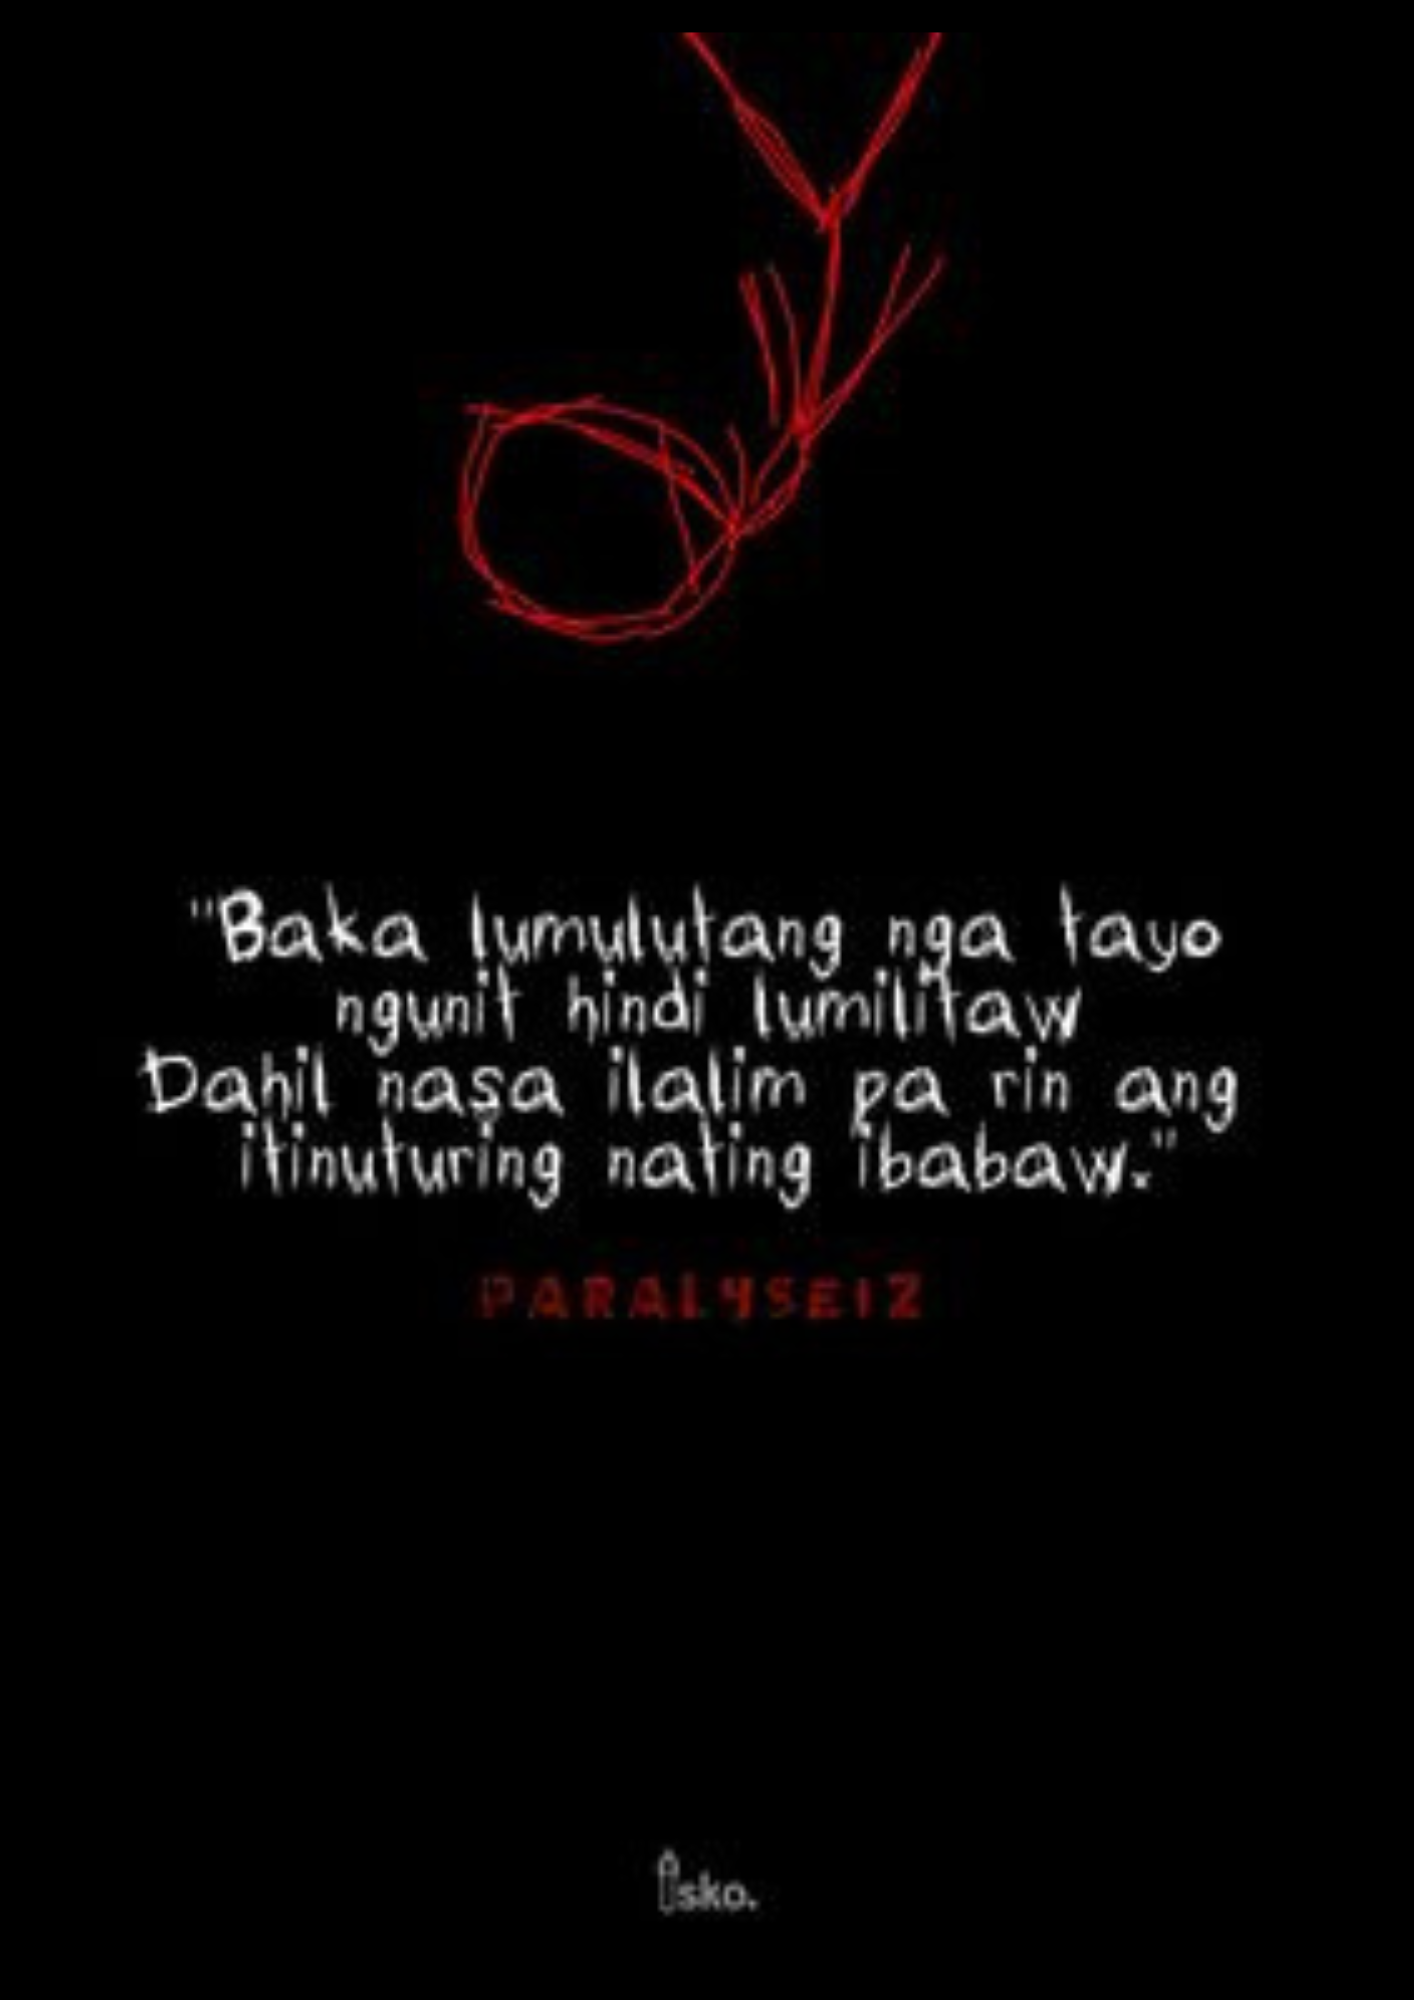 "Baka lumulutang nga tayo
ngunit hindi lumilitaw
Dahil nasa ilalim pa rin ang
itinuturing nating ibabaw."
PARALYSEIZ
isko.